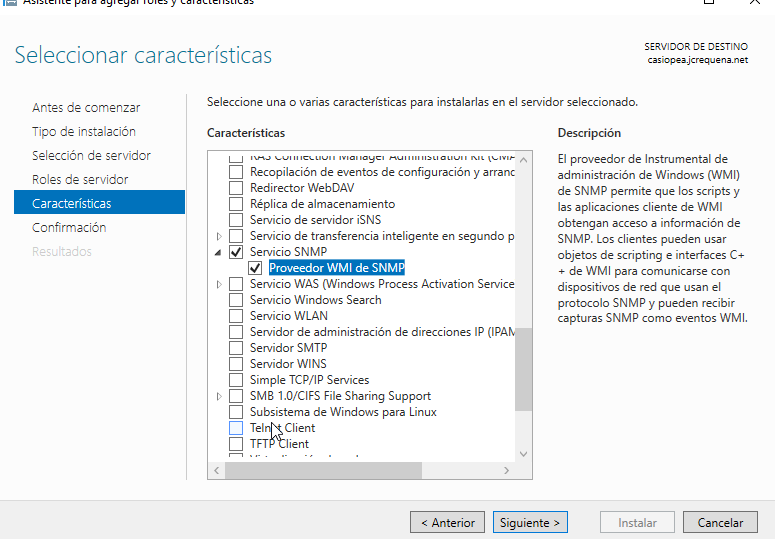 Asistente para agregar roles y características
Seleccionar características
SERVIDOR DE DESTINO
casiopea.jcrequena.net
Antes de comenzar
Tipo de instalación
Selección de servidor
Roles de servidor
Características
Confirmación
Resultados
Seleccione una o varias características para instalarlas en el servidor seleccionado.
Características
RAS Connection Manager Administration Kit (CMA
Recopilación de eventos de configuración y arranc
Redirector WebDAV
Réplica de almacenamiento
Servicio de servidor iSNS
Servicio de transferencia inteligente en segundo p
Servicio SNMP
Proveedor WMI de SNMP
Servicio WAS (Windows Process Activation Service
Servicio Windows Search
Servicio WLAN
Servidor de administración de direcciones IP (IPAM
Servidor SMTP
Servidor WINS
Simple TCP/IP Services
SMB 1.0/CIFS File Sharing Support
Subsistema de Windows para Linux
Telnet Client
TFTP Client
Descripción
El proveedor de Instrumental de
administración de Windows (WMI)
de SNMP permite que los scripts y
las aplicaciones cliente de WMI
obtengan acceso a información de
SNMP. Los clientes pueden usar
objetos de scripting e interfaces C+
+ de WMI para comunicarse con
dispositivos de red que usan el
protocolo SNMP y pueden recibir
capturas SNMP como eventos WMI.
< Anterior
Siguiente >
Instalar
Cancelar